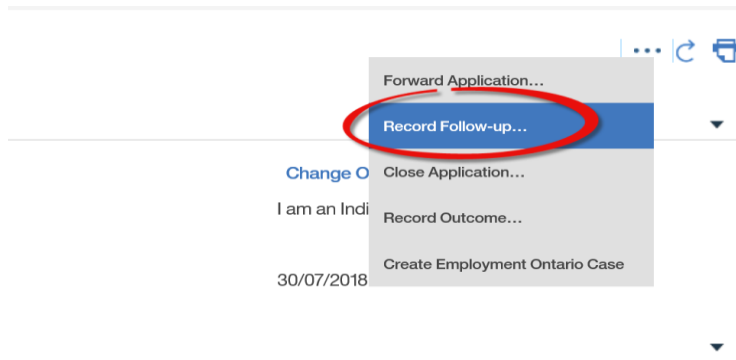 Forward Application...
Record Follow-up...
Change O
Close Application...
I am an Indi
Record Outcome...
Create Employment Ontario Case
30/07/2018